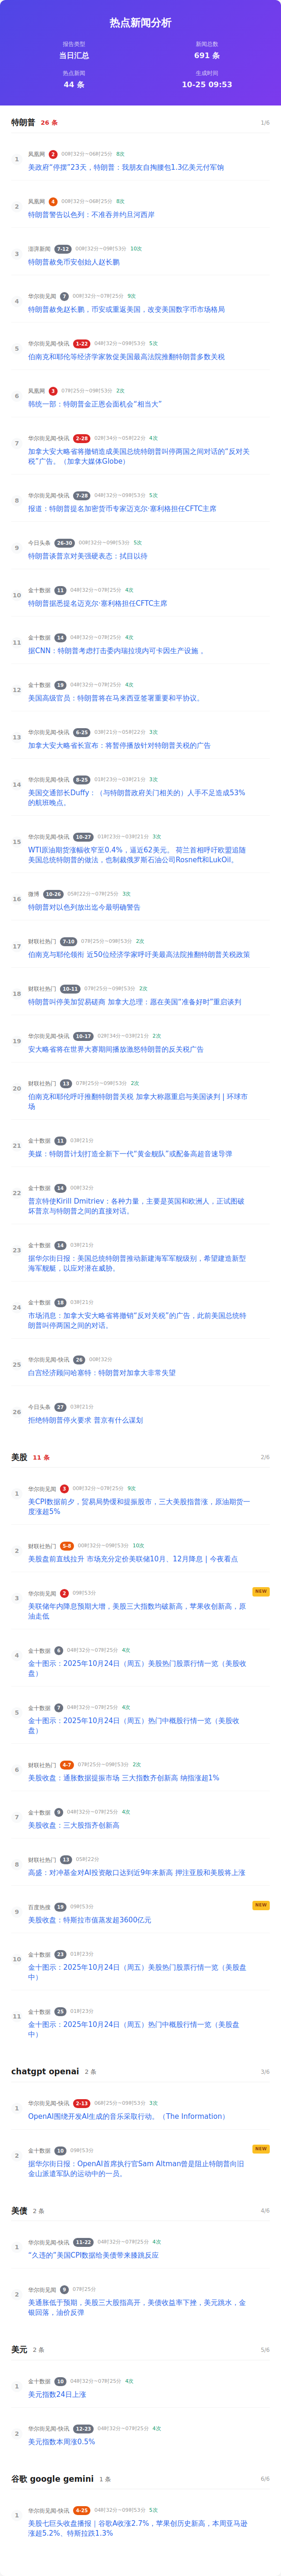 热点新闻分析
报告类型
新闻总数
当日汇总
691 条
热点新闻
生成时间
44 条
10-25 09:53
特朗普 26 条 1/6
1
凤凰网 2 00时32分~06时25分 8次
美政府“停摆”23天，特朗普：我朋友自掏腰包1.3亿美元付军饷
2
凤凰网 4 00时32分~06时25分 8次
特朗普警告以色列：不准吞并约旦河西岸
3
澎湃新闻 7-12 00时32分~09时53分 10次
特朗普赦免币安创始人赵长鹏
4
华尔街见闻 7 00时32分~07时25分 9次
特朗普赦免赵长鹏，币安或重返美国，改变美国数字货币市场格局
5
华尔街见闻-快讯 1-22 04时32分~09时53分 5次
伯南克和耶伦等经济学家敦促美国最高法院推翻特朗普多数关税
6
凤凰网 3 07时25分~09时53分 2次
韩统一部：特朗普金正恩会面机会“相当大”
7
华尔街见闻-快讯 2-28 02时34分~05时22分 4次
加拿大安大略省将撤销造成美国总统特朗普叫停两国之间对话的“反对关
税”广告。（加拿大媒体Globe）
8
华尔街见闻-快讯 7-28 04时32分~09时53分 5次
报道：特朗普提名加密货币专家迈克尔·塞利格担任CFTC主席
9
今日头条 26-30 00时32分~09时53分 5次
特朗普谈普京对美强硬表态：拭目以待
10
金十数据 11 04时32分~07时25分 4次
特朗普据悉提名迈克尔·塞利格担任CFTC主席
11
金十数据 14 04时32分~07时25分 4次
据CNN：特朗普考虑打击委内瑞拉境内可卡因生产设施 。
12
金十数据 19 04时32分~07时25分 4次
美国高级官员：特朗普将在马来西亚签署重要和平协议。
13
华尔街见闻-快讯 6-25 03时21分~05时22分 3次
加拿大安大略省长宣布：将暂停播放针对特朗普关税的广告
14
华尔街见闻-快讯 8-25 01时23分~03时21分 3次
美国交通部长Duffy：（与特朗普政府关门相关的）人手不足造成53%
的航班晚点。
15
华尔街见闻-快讯 10-27 01时23分~03时21分 3次
WTI原油期货涨幅收窄至0.4%，逼近62美元。 荷兰首相呼吁欧盟追随
美国总统特朗普的做法，也制裁俄罗斯石油公司Rosneft和LukOil。
16
微博 10-26 05时22分~07时25分 3次
特朗普对以色列放出迄今最明确警告
17
财联社热门 7-10 07时25分~09时53分 2次
伯南克与耶伦领衔 近50位经济学家呼吁美最高法院推翻特朗普关税政策
18
财联社热门 10-11 07时25分~09时53分 2次
特朗普叫停美加贸易磋商 加拿大总理：愿在美国“准备好时”重启谈判
19
华尔街见闻-快讯 10-17 02时34分~03时21分 2次
安大略省将在世界大赛期间播放激怒特朗普的反关税广告
20
财联社热门 13 07时25分~09时53分 2次
伯南克和耶伦呼吁推翻特朗普关税 加拿大称愿重启与美国谈判 | 环球市
场
21
金十数据 11 03时21分
美媒：特朗普计划打造全新下一代“黄金舰队”或配备高超音速导弹
22
金十数据 14 00时32分
普京特使Kirill Dmitriev：各种力量，主要是英国和欧洲人，正试图破
坏普京与特朗普之间的直接对话。
23
金十数据 14 03时21分
据华尔街日报：美国总统特朗普推动新建海军军舰级别，希望建造新型
海军舰艇，以应对潜在威胁。
24
金十数据 18 03时21分
市场消息：加拿大安大略省将撤销“反对关税”的广告，此前美国总统特
朗普叫停两国之间的对话。
25
华尔街见闻-快讯 26 00时32分
白宫经济顾问哈塞特：特朗普对加拿大非常失望
26
今日头条 27 03时21分
拒绝特朗普停火要求 普京有什么谋划
美股 11 条 2/6
1
华尔街见闻 3 00时32分~07时25分 9次
美CPI数据前夕，贸易局势缓和提振股市，三大美股指普涨，原油期货一
度涨超5%
2
财联社热门 5-8 00时32分~09时53分 10次
美股盘前直线拉升 市场充分定价美联储10月、12月降息 | 今夜看点
3
华尔街见闻 2 09时53分 NEW
美联储年内降息预期大增，美股三大指数均破新高，苹果收创新高，原
油走低
4
金十数据 6 04时32分~07时25分 4次
金十图示：2025年10月24日（周五）美股热门股票行情一览（美股收
盘）
5
金十数据 7 04时32分~07时25分 4次
金十图示：2025年10月24日（周五）热门中概股行情一览（美股收
盘）
6
财联社热门 4-7 07时25分~09时53分 2次
美股收盘：通胀数据提振市场 三大指数齐创新高 纳指涨超1%
7
金十数据 9 04时32分~07时25分 4次
美股收盘：三大股指齐创新高
8
财联社热门 13 05时22分
高盛：对冲基金对AI投资敞口达到近9年来新高 押注亚股和美股将上涨
9
百度热搜 19 09时53分 NEW
美股收盘：特斯拉市值蒸发超3600亿元
10
金十数据 23 01时23分
金十图示：2025年10月24日（周五）美股热门股票行情一览（美股盘
中）
11
金十数据 25 01时23分
金十图示：2025年10月24日（周五）热门中概股行情一览（美股盘
中）
chatgpt openai 2 条 3/6
1
华尔街见闻-快讯 2-13 06时25分~09时53分 3次
OpenAI围绕开发AI生成的音乐采取行动。（The Information）
2
金十数据 10 09时53分 NEW
据华尔街日报：OpenAI首席执行官Sam Altman曾是阻止特朗普向旧
金山派遣军队的运动中的一员。
美债 2 条 4/6
1
华尔街见闻-快讯 11-22 04时32分~07时25分 4次
“久违的”美国CPI数据给美债带来膝跳反应
2
华尔街见闻 9 07时25分
美通胀低于预期，美股三大股指高开，美债收益率下挫，美元跳水，金
银回落，油价反弹
美元 2 条 5/6
1
金十数据 10 04时32分~07时25分 4次
美元指数24日上涨
2
华尔街见闻-快讯 12-23 04时32分~07时25分 4次
美元指数本周涨0.5%
谷歌 google gemini 1 条 6/6
1
华尔街见闻-快讯 4-25 04时32分~09时53分 5次
美股七巨头收盘播报｜谷歌A收涨2.7%，苹果创历史新高，本周亚马逊
涨超5.2%、特斯拉跌1.3%